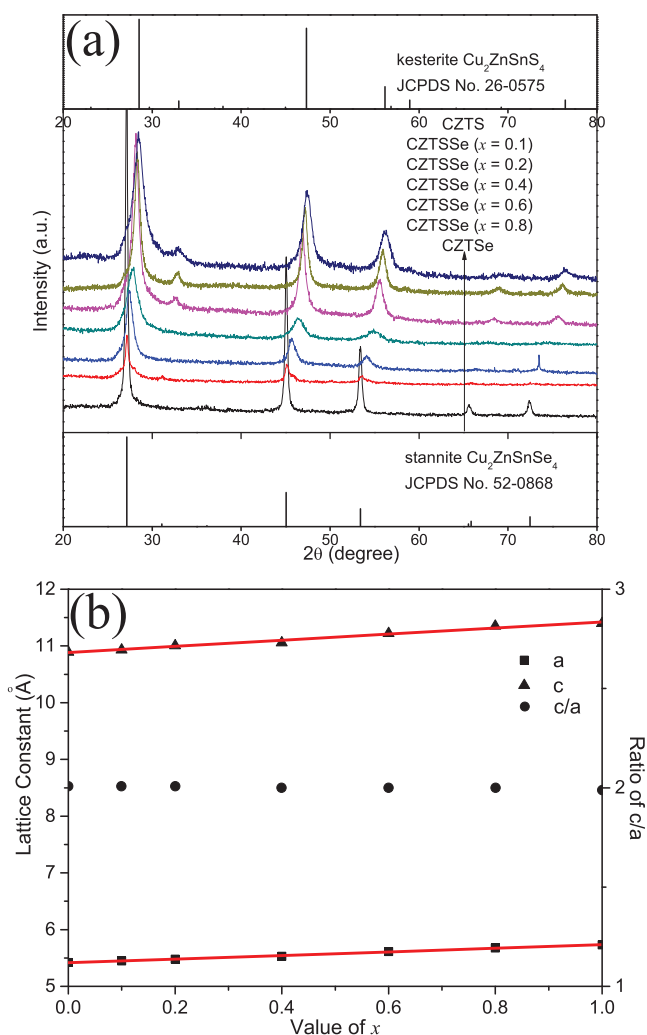 (a)
kesterite Cu₂ZnSnS₄
JCPDS No. 26-0575
20 30 40 50 60 70 80
CZTS
CZTSSe (x = 0.1)
CZTSSe (x = 0.2)
CZTSSe (x = 0.4)
CZTSSe (x = 0.6)
CZTSSe (x = 0.8)
CZTSe
Intensity (a.u.)
stannite Cu₂ZnSnSe₄
JCPDS No. 52-0868
20 30 40 50 60 70 80
2θ (degree)
(b)
12
11
10
9
8
7
6
5
Lattice Constant (Å)
a
c
c/a
3
2
1
Ratio of c/a
0.0 0.2 0.4 0.6 0.8 1.0
Value of x